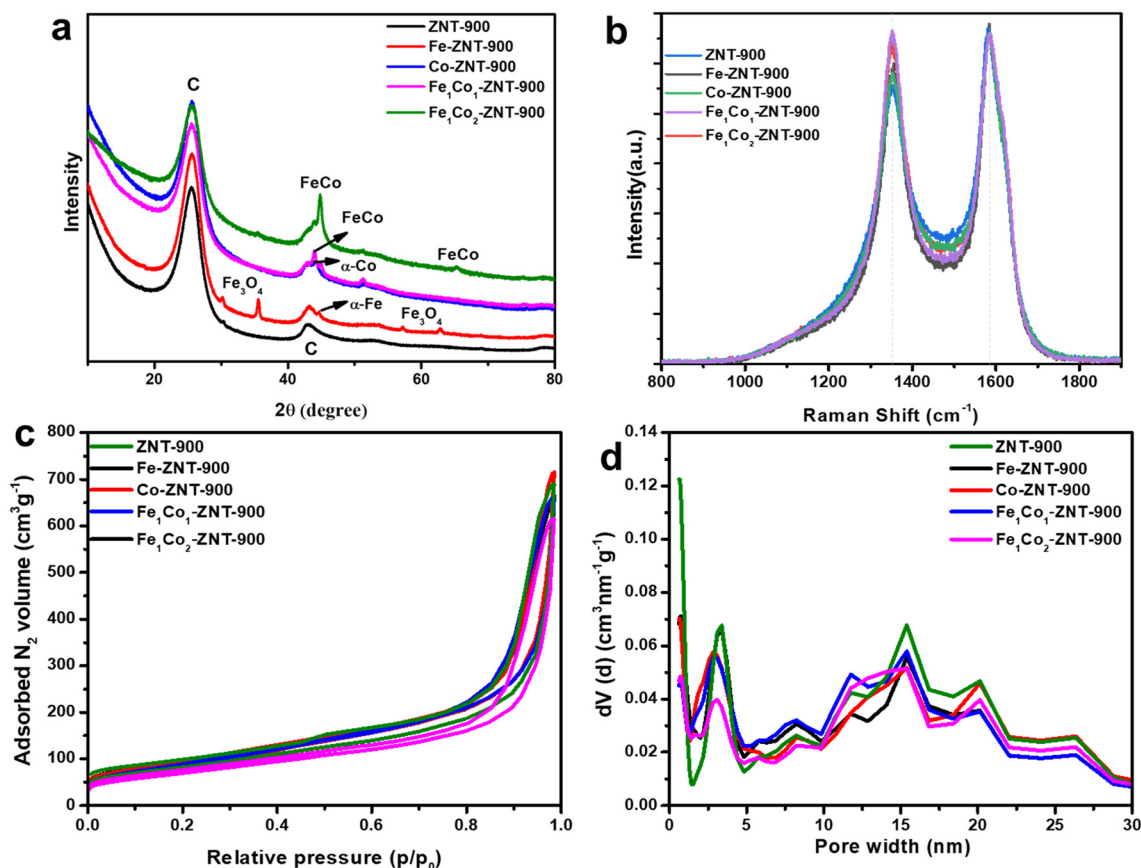 a
ZNT-900
Fe-ZNT-900
Co-ZNT-900
Fe₁Co₁-ZNT-900
Fe₁Co₂-ZNT-900
C
FeCo
FeCo
FeCo
α-Co
Fe₃O₄
α-Fe
Fe₃O₄
C
Intensity
20 40 60 80
2θ (degree)
b
ZNT-900
Fe-ZNT-900
Co-ZNT-900
Fe₁Co₁-ZNT-900
Fe₁Co₂-ZNT-900
Intensity(a.u.)
800 1000 1200 1400 1600 1800
Raman Shift (cm⁻¹)
c
ZNT-900
Fe-ZNT-900
Co-ZNT-900
Fe₁Co₁-ZNT-900
Fe₁Co₂-ZNT-900
Adsorbed N₂ volume (cm³g⁻¹)
800
700
600
500
400
300
200
100
0
0.0 0.2 0.4 0.6 0.8 1.0
Relative pressure (p/p₀)
d
ZNT-900
Fe-ZNT-900
Co-ZNT-900
Fe₁Co₁-ZNT-900
Fe₁Co₂-ZNT-900
dV (d) (cm³nm⁻¹g⁻¹)
0.14
0.12
0.10
0.08
0.06
0.04
0.02
0.00
0 5 10 15 20 25 30
Pore width (nm)